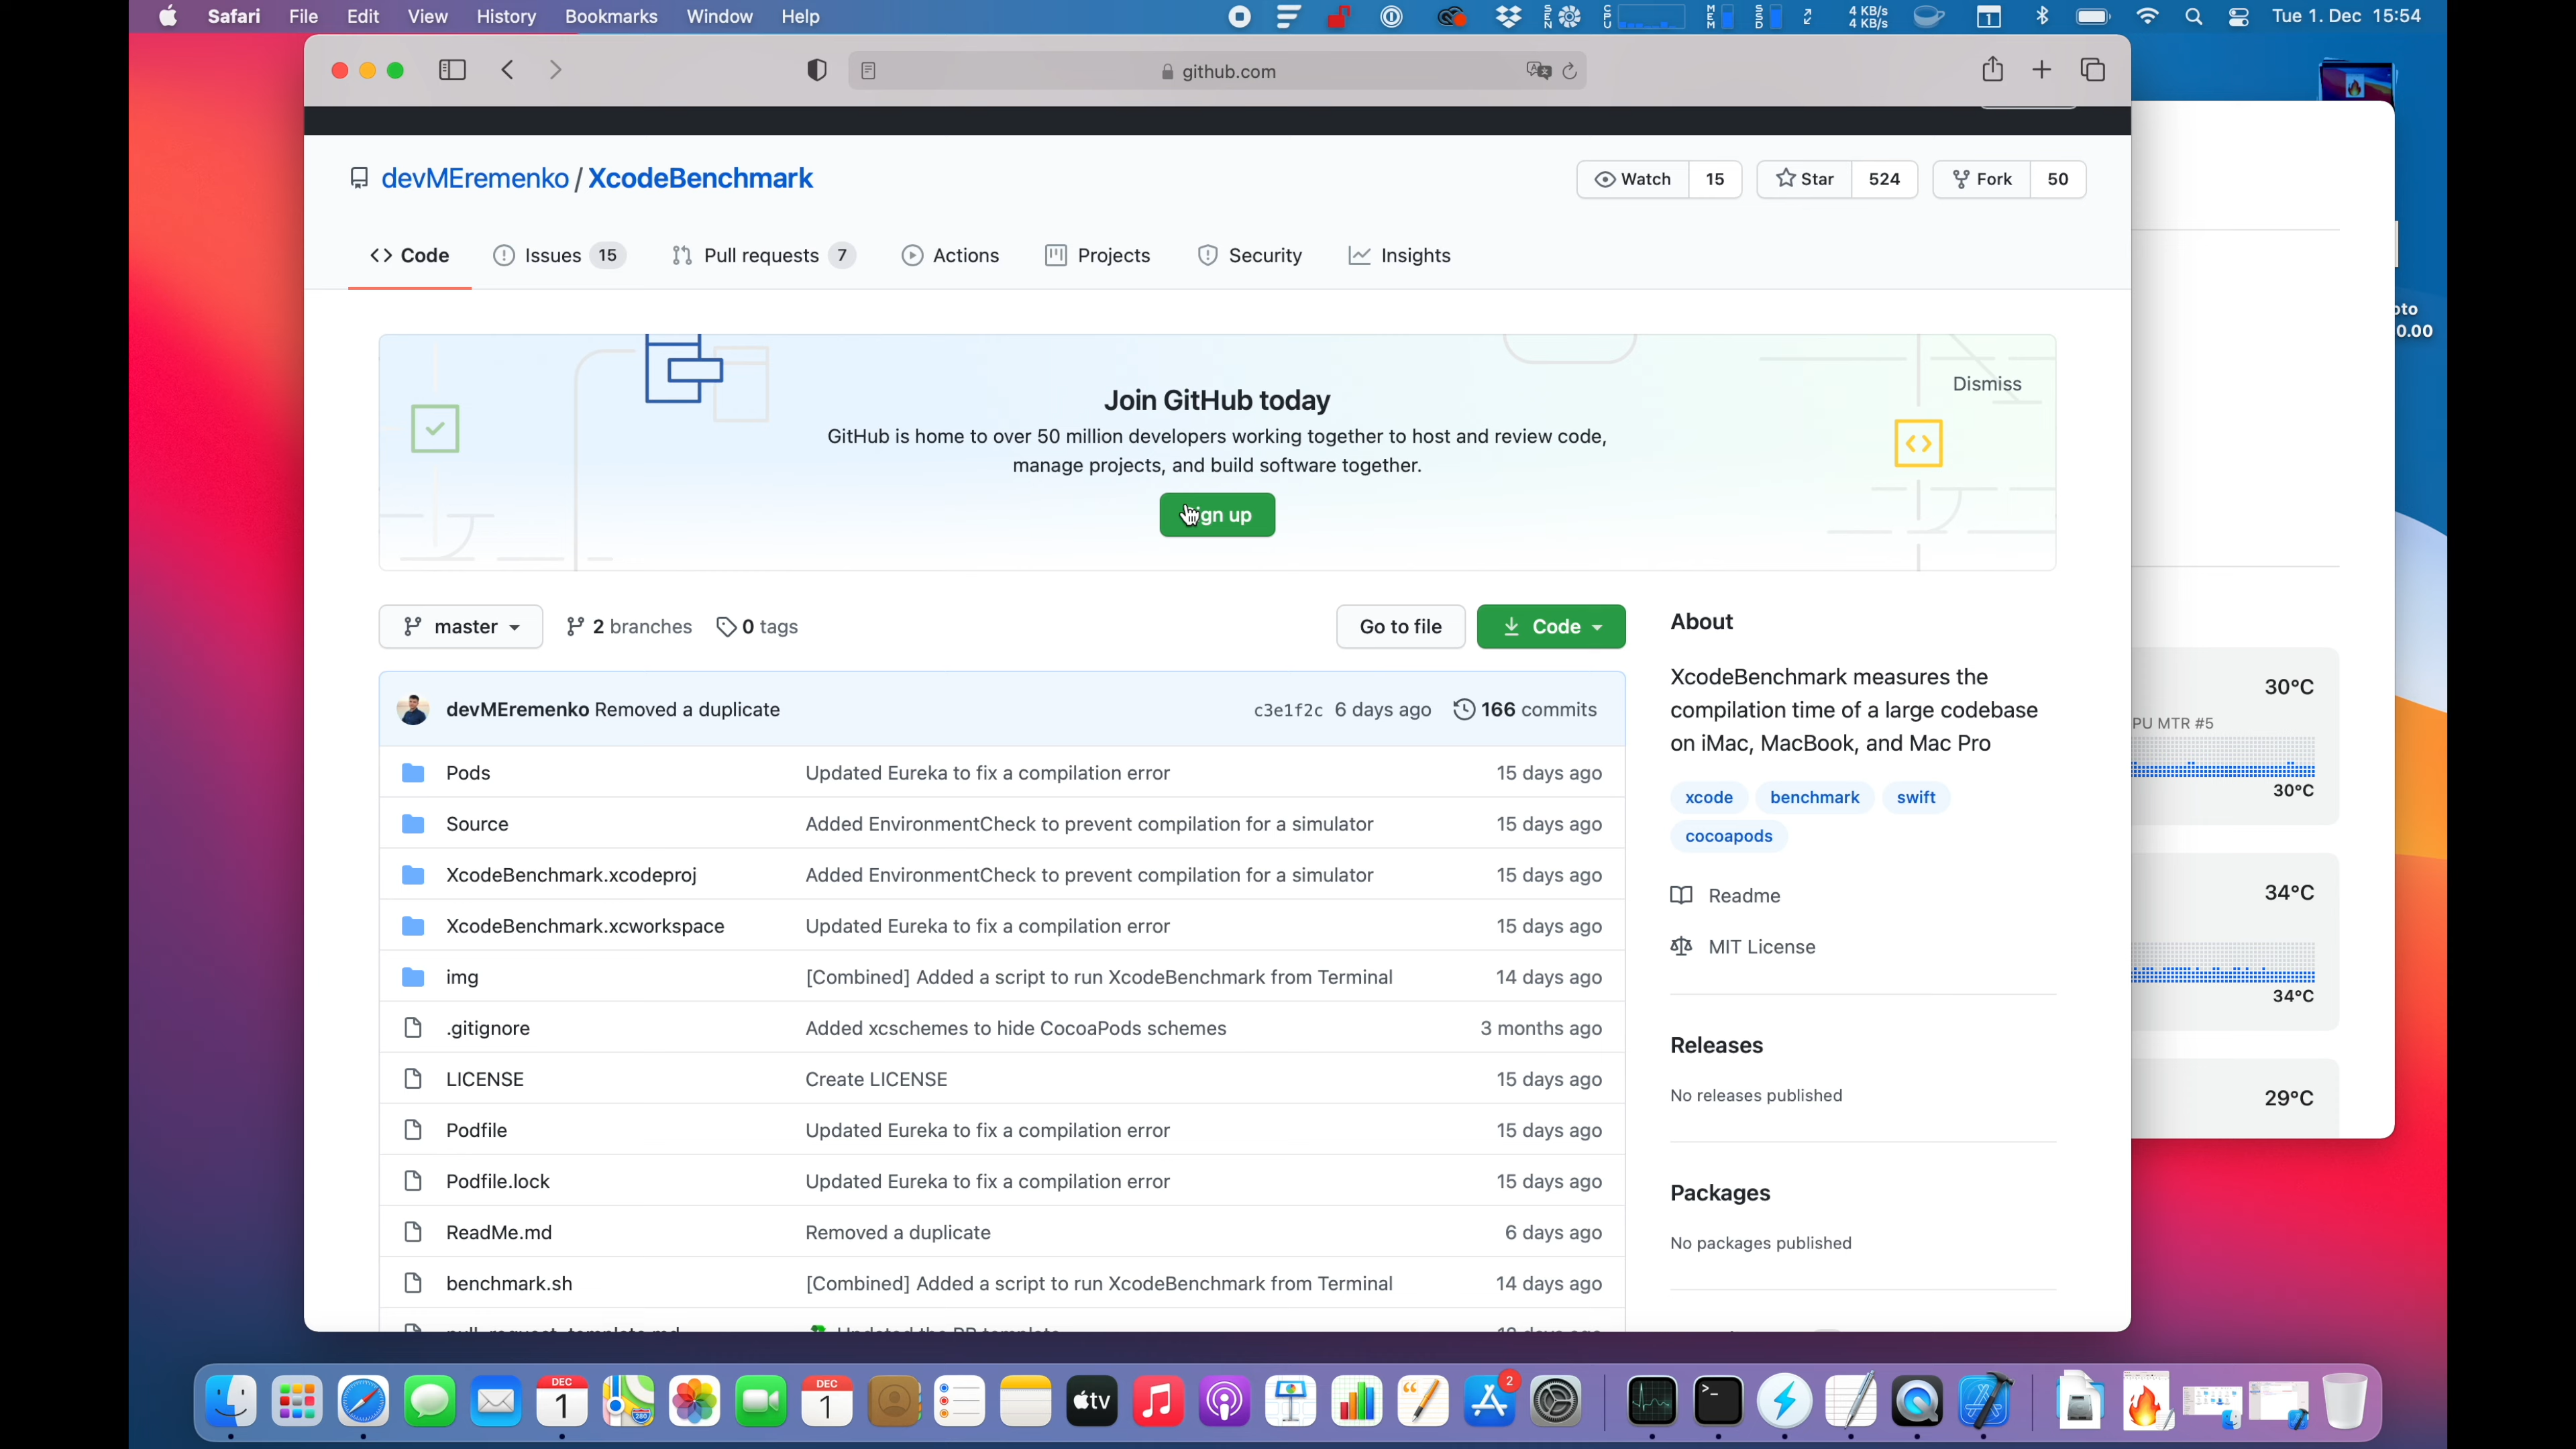 Safari File Edit View History Bookmarks Window Help
SEN CPU MEM SSD 4 KB/s 4 KB/s 1 Tue 1. Dec 15:54
github.com
devMEremenko / XcodeBenchmark
Watch 15 Star 524 Fork 50
Code Issues 15 Pull requests 7 Actions Projects Security Insights
Join GitHub today
Dismiss
GitHub is home to over 50 million developers working together to host and review code,
manage projects, and build software together.
master 2 branches 0 tags Go to file Code
devMEremenko Removed a duplicate c3e1f2c 6 days ago 166 commits
Pods Updated Eureka to fix a compilation error 15 days ago
Source Added EnvironmentCheck to prevent compilation for a simulator 15 days ago
XcodeBenchmark.xcodeproj Added EnvironmentCheck to prevent compilation for a simulator 15 days ago
XcodeBenchmark.xcworkspace Updated Eureka to fix a compilation error 15 days ago
img [Combined] Added a script to run XcodeBenchmark from Terminal 14 days ago
.gitignore Added xcschemes to hide CocoaPods schemes 3 months ago
LICENSE Create LICENSE 15 days ago
Podfile Updated Eureka to fix a compilation error 15 days ago
Podfile.lock Updated Eureka to fix a compilation error 15 days ago
ReadMe.md Removed a duplicate 6 days ago
benchmark.sh [Combined] Added a script to run XcodeBenchmark from Terminal 14 days ago
About
XcodeBenchmark measures the
compilation time of a large codebase
on iMac, MacBook, and Mac Pro
xcode benchmark swift
cocoapods
Readme
MIT License
Releases
No releases published
Packages
No packages published
0.00
30°C
PU MTR #5
30°C
34°C
34°C
29°C
DEC 1
280
DEC 1
tv
2